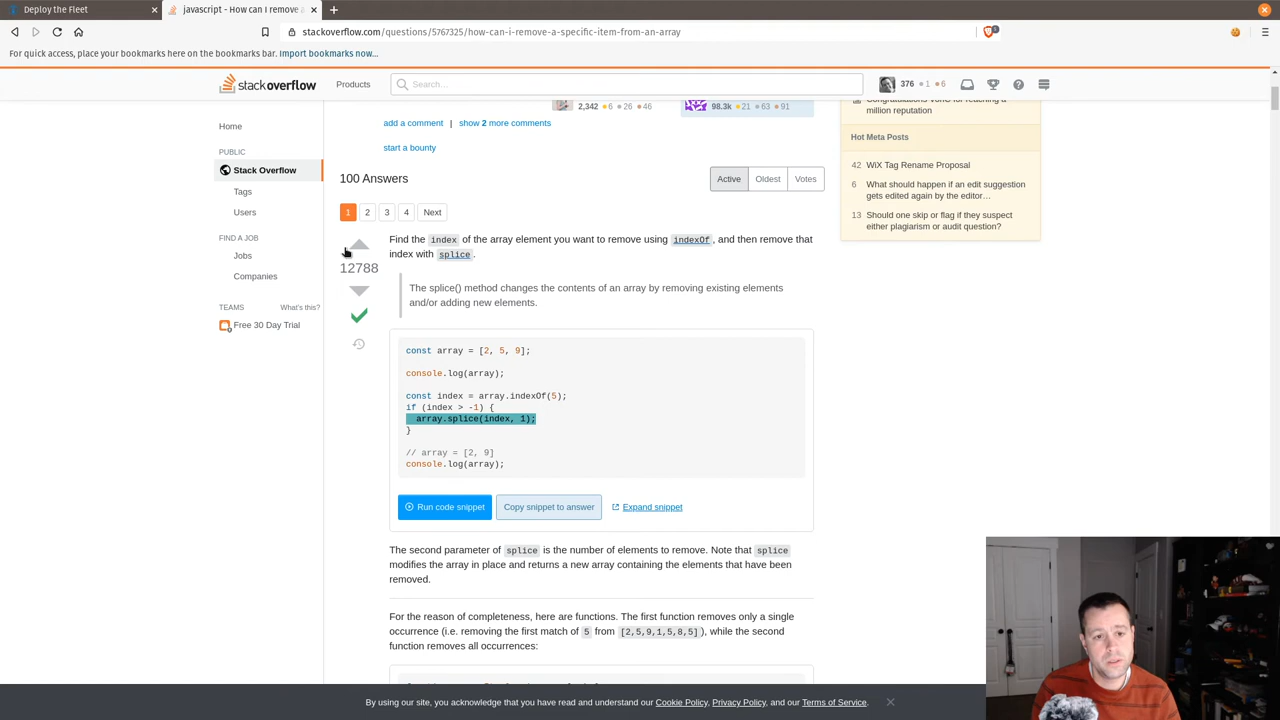 Deploy the Fleet
javascript - How can I remove a
stackoverflow.com/questions/5767325/how-can-i-remove-a-specific-item-from-an-array
1
For quick access, place your bookmarks here on the bookmarks bar. Import bookmarks now...
stackoverflow
Products
Search...
376 1 6
2,342 6 26 46
98.3k 21 63 91
million reputation
Hot Meta Posts
42 WiX Tag Rename Proposal
6 What should happen if an edit suggestion
gets edited again by the editor…
13 Should one skip or flag if they suspect
either plagiarism or audit question?
Home
PUBLIC
Stack Overflow
Tags
Users
FIND A JOB
Jobs
Companies
TEAMS What's this?
Free 30 Day Trial
add a comment | show 2 more comments
start a bounty
100 Answers
Active Oldest Votes
1 2 3 4 Next
12788
Find the index of the array element you want to remove using indexOf, and then remove that
index with splice.
The splice() method changes the contents of an array by removing existing elements
and/or adding new elements.
const array = [2, 5, 9];
console.log(array);
const index = array.indexOf(5);
if (index > -1) {
array.splice(index, 1);
}
// array = [2, 9]
console.log(array);
Run code snippet
Copy snippet to answer
Expand snippet
The second parameter of splice is the number of elements to remove. Note that splice
modifies the array in place and returns a new array containing the elements that have been
removed.
For the reason of completeness, here are functions. The first function removes only a single
occurrence (i.e. removing the first match of 5 from [2,5,9,1,5,8,5]), while the second
function removes all occurrences:
By using our site, you acknowledge that you have read and understand our Cookie Policy, Privacy Policy, and our Terms of Service.